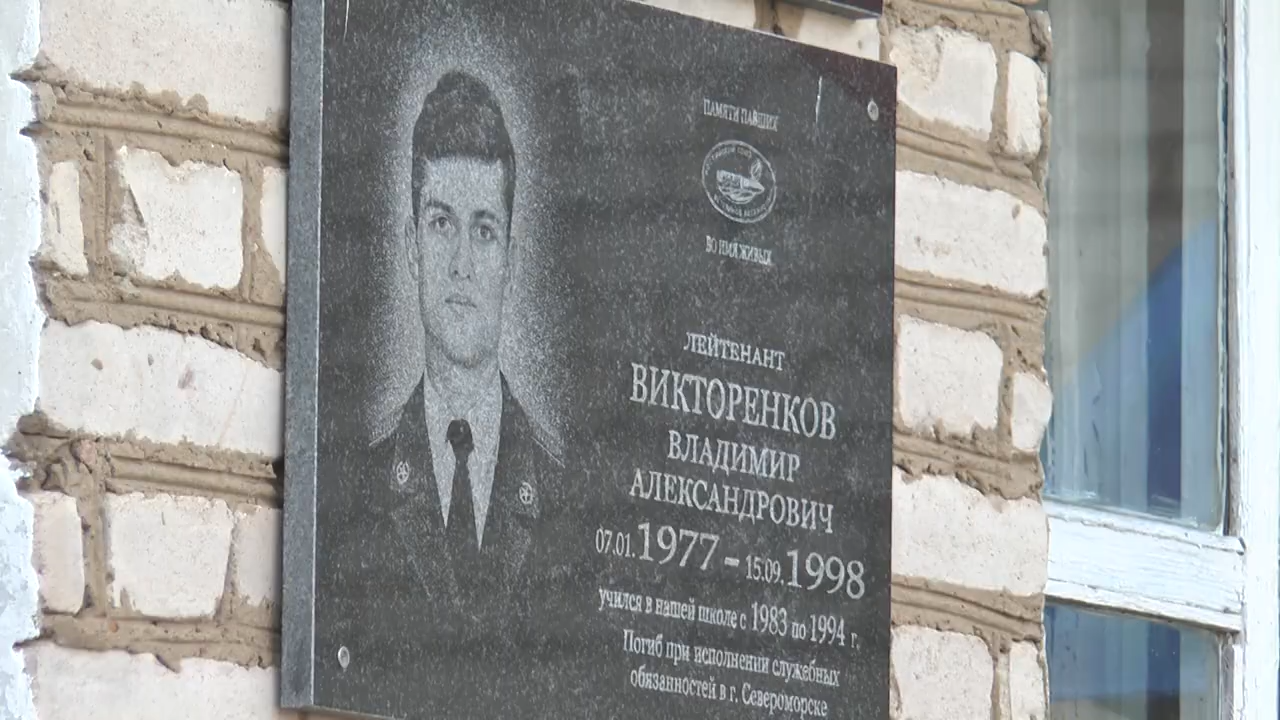 ПАМЯТИ ПАВШИХ
ВО ИМЯ ЖИВЫХ
ЛЕЙТЕНАНТ
ВИКТОРЕНКОВ
ВЛАДИМИР
АЛЕКСАНДРОВИЧ
07.01.1977 - 15.09.1998
учился в нашей школе с 1983 по 1994 г.
Погиб при исполнении служебных
обязанностей в г. Североморске